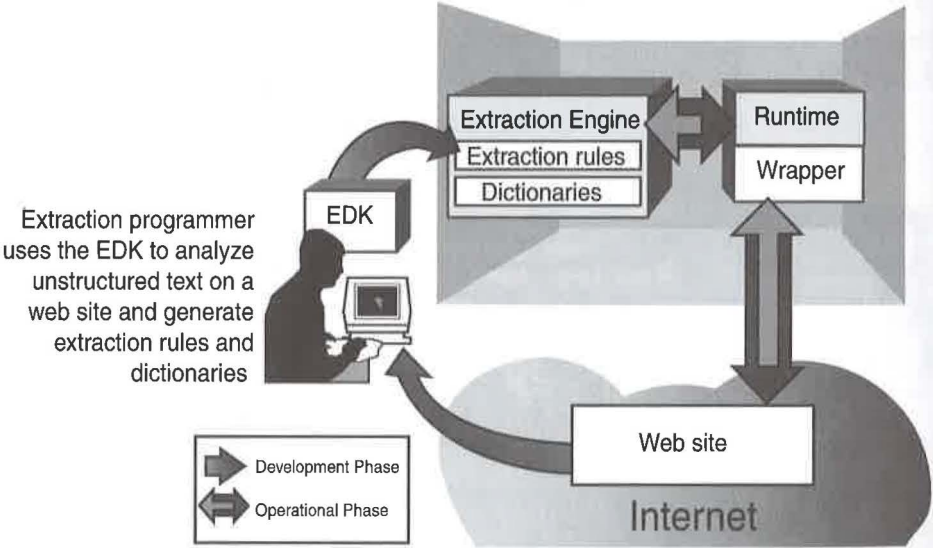 Extraction Engine
Extraction rules
Dictionaries
Runtime
Wrapper
EDK
Extraction programmer
uses the EDK to analyze
unstructured text on a
web site and generate
extraction rules and
dictionaries
Web site
Internet
Development Phase
Operational Phase